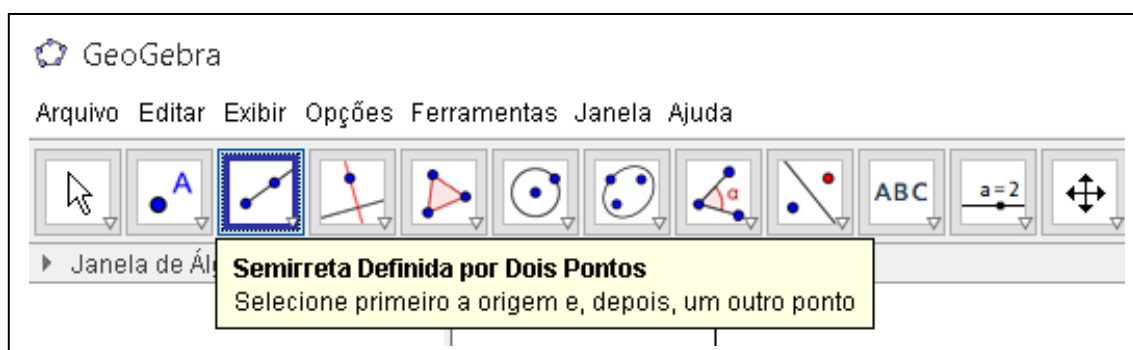 GeoGebra
Arquivo Editar Exibir Opções Ferramentas Janela Ajuda
A α ABC a=2
Janela de Ál
Semirreta Definida por Dois Pontos
Selecione primeiro a origem e, depois, um outro ponto